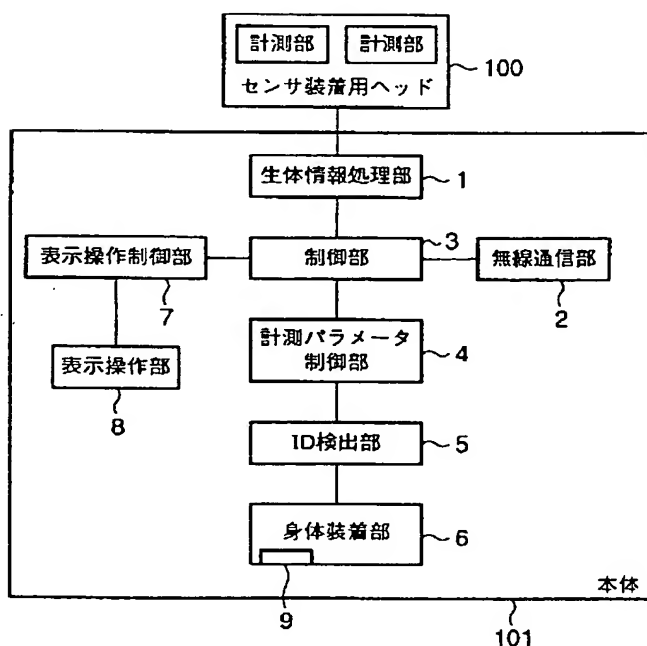 計測部 計測部
センサ装着用ヘッド
100
生体情報処理部
1
表示操作制御部
7
制御部
3
無線通信部
2
計測パラメータ
制御部
4
表示操作部
8
ID検出部
5
身体装着部
6
9
本体
101